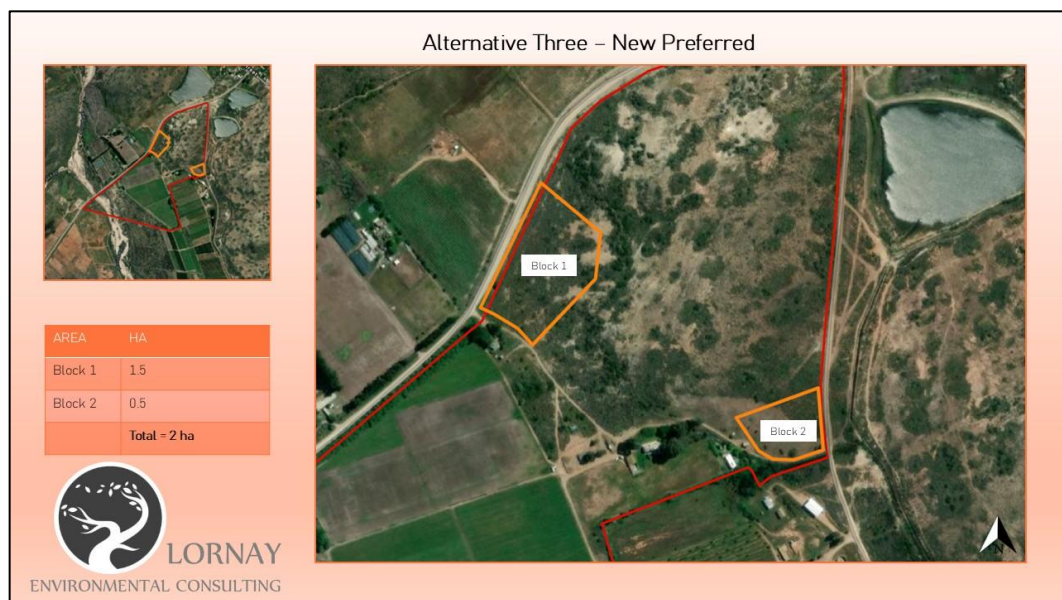 Alternative Three – New Preferred
AREA HA
Block 1 1.5
Block 2 0.5
Total = 2 ha
LORNAY
ENVIRONMENTAL CONSULTING
Block 1
Block 2
N